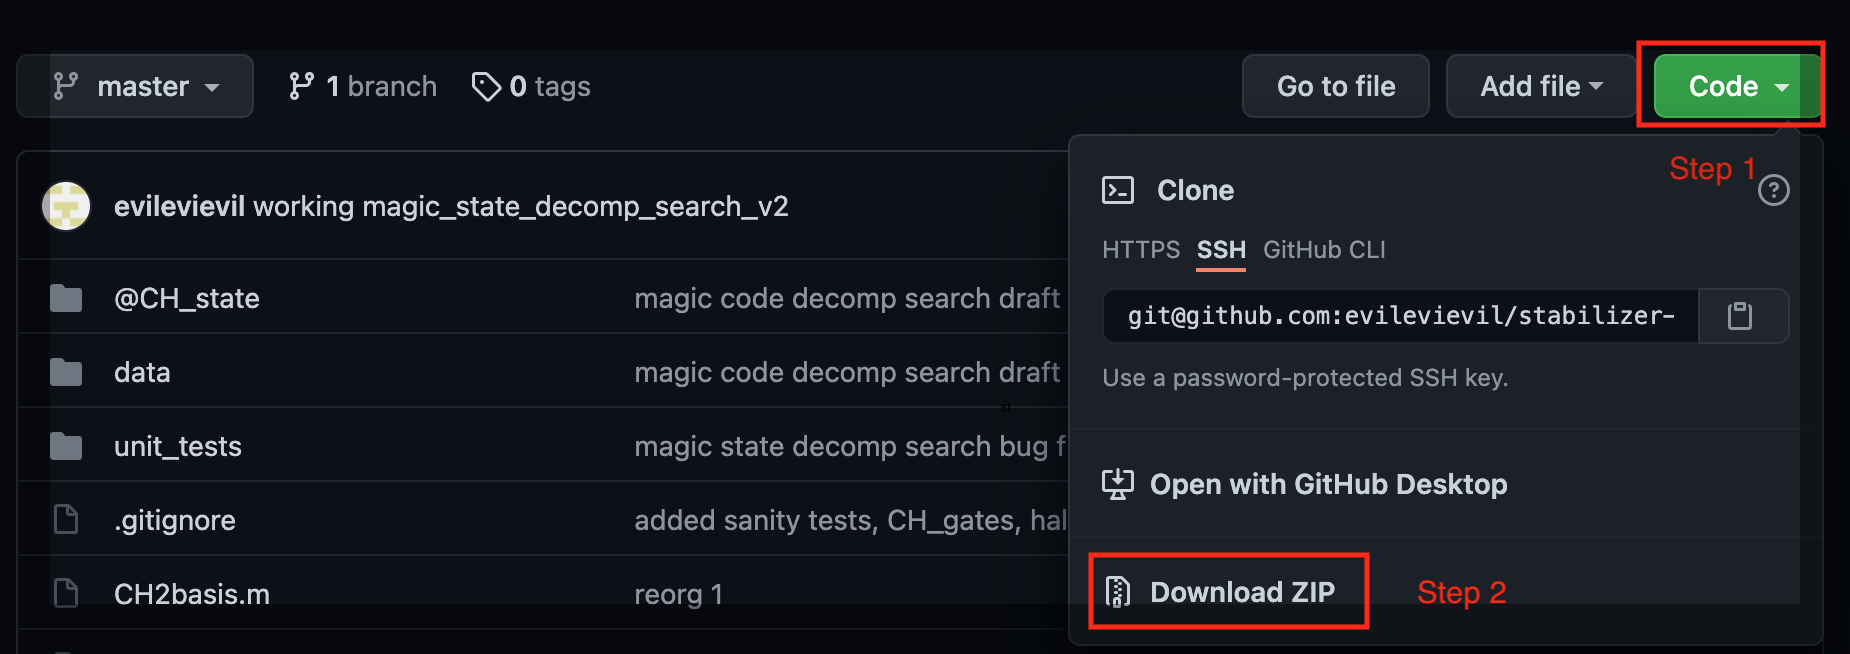 master 1 branch 0 tags Go to file Add file Code
Step 1
evilevievil working magic_state_decomp_search_v2
Clone
HTTPS SSH GitHub CLI
@CH_state magic code decomp search draft
git@github.com:evilevievil/stabilizer-
data magic code decomp search draft
Use a password-protected SSH key.
st
unit_tests magic state decomp search bug f
Open with GitHub Desktop
.gitignore added sanity tests, CH_gates, hal
CH2basis.m reorg 1
Download ZIP Step 2